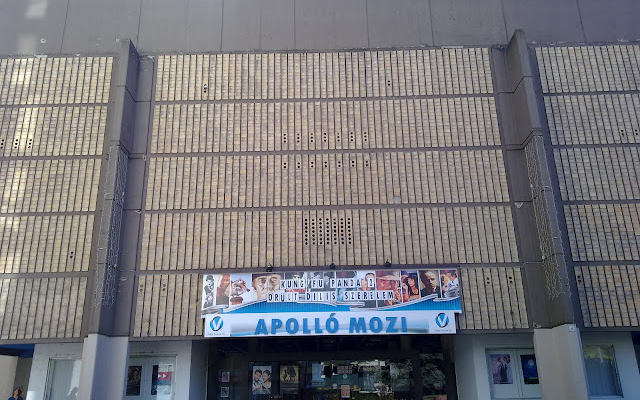 KUNG FU PANDA 2
ŐRÜLT DILIS SZERELEM
APOLLÓ MOZI